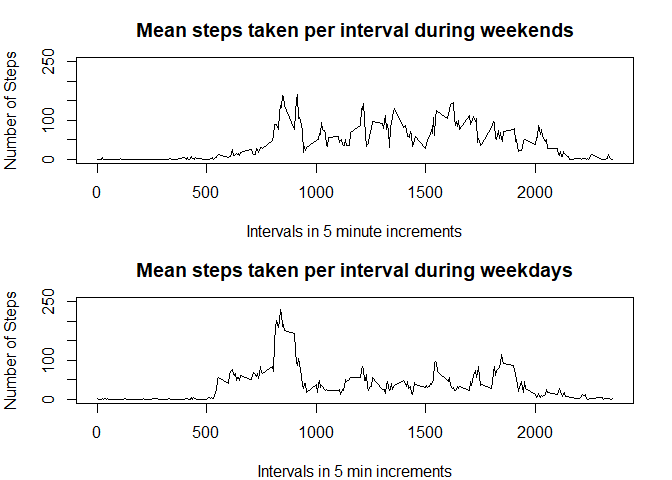 Mean steps taken per interval during weekends
Number of Steps
250
100
0
0 500 1000 1500 2000
Intervals in 5 minute increments
Mean steps taken per interval during weekdays
Number of Steps
250
100
0
0 500 1000 1500 2000
Intervals in 5 min increments